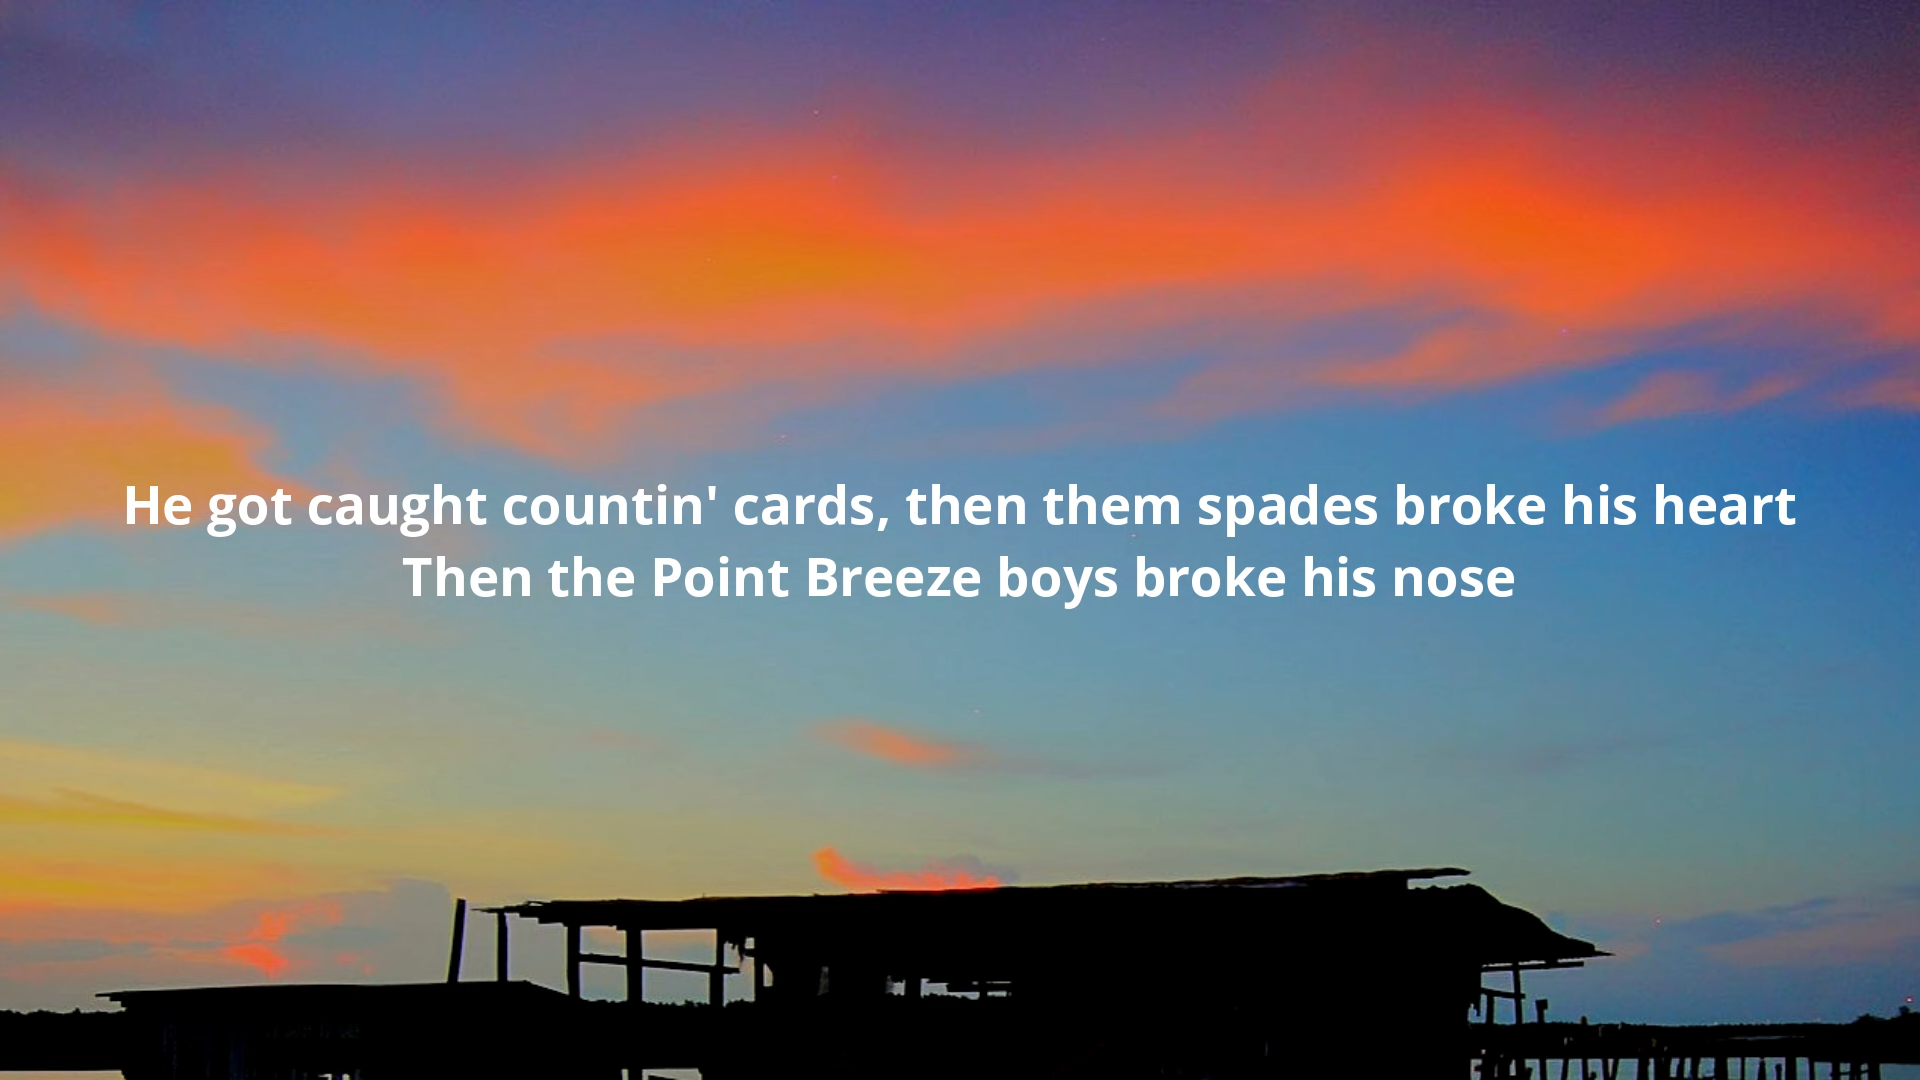 He got caught countin' cards, then them spades broke his heart
Then the Point Breeze boys broke his nose